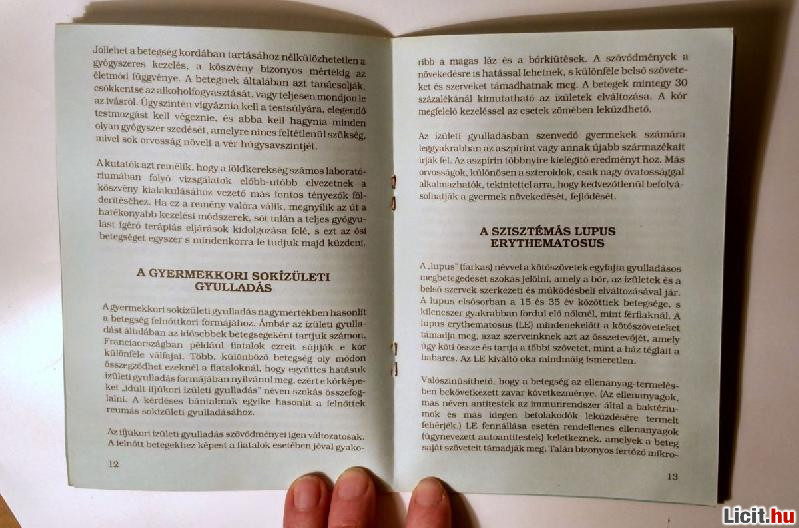 Jóllehet a betegség kordában tartásához nélkülözhetetlen a
gyógyszeres kezelés, a köszvény bizonyos mértékig az
életmód függvénye. A betegnek általában azt tanácsolják,
csökkentse az alkoholfogyasztást, vagy teljesen mondjon le
az ivásról. Úgyszintén vigyáznia kell a testsúlyára, elegendő
testmozgást kell végeznie, és abba kell hagynia minden
olyan gyógyszer szedését, amelyre nincs feltétlenül szükség,
mivel sok orvosság növeli a vér húgysavszintjét.
A kutatók azt remélik, hogy a földkerekség számos laborató-
riumában folyó vizsgálatok előbb-utóbb elvezetnek a
köszvény kialakulásához vezető más fontos tényezők föl-
derítéséhez. Ha ez a remény valóra válik, megnyílik az út a
hatékonyabb kezelési módszerek, sőt talán a teljes gyógyu-
lást ígérő terápiás eljárások kidolgozása felé, s ezt az ősi
betegséget egyszer s mindenkorra le tudjuk majd küzdeni.
A GYERMEKKORI SOKÍZÜLETI
GYULLADÁS
A gyermekkori sokízületi gyulladás nagymértékben hasonlít
a betegség felnőttkori formájához. Ámbár az ízületi gyulla-
dást általában az idősebbek betegségeként tartjuk számon,
Franciaországban például fiatalok ezreit sújtják e kór
különféle válfajai. Több, különböző betegség oly módon
összegződhet ezeknél a fiataloknál, hogy együttes hatásuk
ízületi gyulladás formájában nyilvánul meg, ezért e kórképe-
ket „idült ifjúkori ízületi gyulladás" néven szokás összefog-
lalni. A kérdéses bántalmak egyike hasonlít a felnőttek
reumás sokízületi gyulladásához.
Az ifjúkori ízületi gyulladás szövődményei igen változatosak.
A felnőtt betegekhez képest a fiatalok esetében jóval gyako-
12
ribb a magas láz és a bőrkiütések. A szövődmények a
növekedésre is hatással lehetnek, s különféle belső szövete-
ket és szerveket támadhatnak meg. A betegek mintegy 30
százalékánál kimutatható az ízületek elváltozása. A kór
megfelelő kezeléssel az esetek zömében leküzdhető.
Az ízületi gyulladásban szenvedő gyermekek számára
leggyakrabban az aszpirint vagy annak újabb származékait
írják fel. Az aszpirin többnyire kielégítő eredményt hoz. Más
orvosságok, különösen a szteroidok, csak nagy óvatossággal
alkalmazhatók, tekintettel arra, hogy kedvezőtlenül befolyá-
solhatják a gyermek növekedését, fejlődését.
A SZISZTÉMÁS LUPUS
ERYTHEMATOSUS
A „lupus" (farkas) névvel a kötőszövetek egyfajta gyulladásos
megbetegedését szokás jelölni, amely a bőr, az ízületek és a
belső szervek szerkezeti és működésbeli elváltozásával jár.
A lupus elsősorban a 15 és 35 év közöttiek betegsége, s
kilencszer gyakrabban fordul elő nőknél, mint férfiaknál. A
lupus erythematosus (LE) mindenekelőtt a kötőszöveteket
támadja meg, azaz szerveinknek azt az összetevőjét, amely
úgy köti össze és tartja a többi szövetet, mint a ház tégláit a
habarcs. Az LE kiváltó oka mindmáig ismeretlen.
Valószínűsíthető, hogy a betegség az ellenanyag-termelés-
ben bekövetkezett zavar következménye. (Az ellenanyagok,
más néven antitestek az immunrendszer által a baktériu-
mok és más idegen betolakodók leküzdésére termelt
fehérjék.) LE fennállása esetén rendellenes ellenanyagok
(úgynevezett autoantitestek) keletkeznek, amelyek a beteg
saját szöveteit támadják meg. Talán bizonyos fertőző mikro-
13
Licit.hu